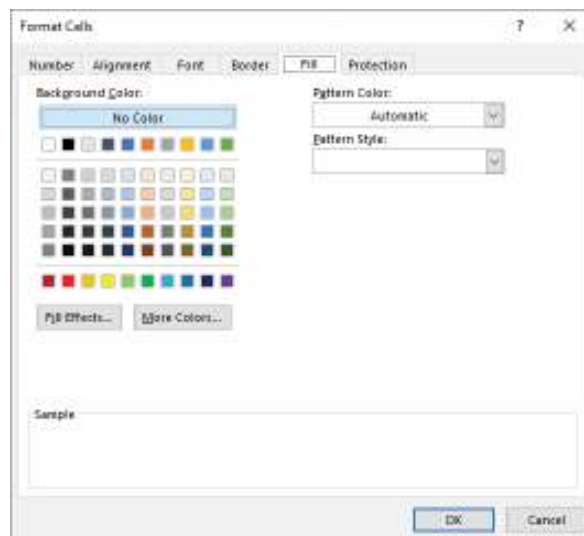 Format Cells ? ×
Number Alignment Font Border Fill Protection
Background Color:
No Color
Pattern Color:
Automatic
Pattern Style:
Fill Effects... More Colors...
Sample
OK Cancel